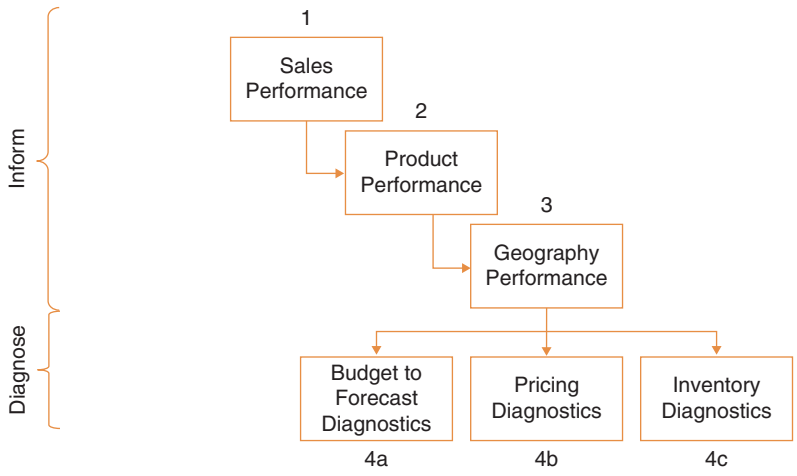 1
Sales
Performance
2
Product
Performance
3
Geography
Performance
Inform
Diagnose
Budget to
Forecast
Diagnostics
Pricing
Diagnostics
Inventory
Diagnostics
4a
4b
4c